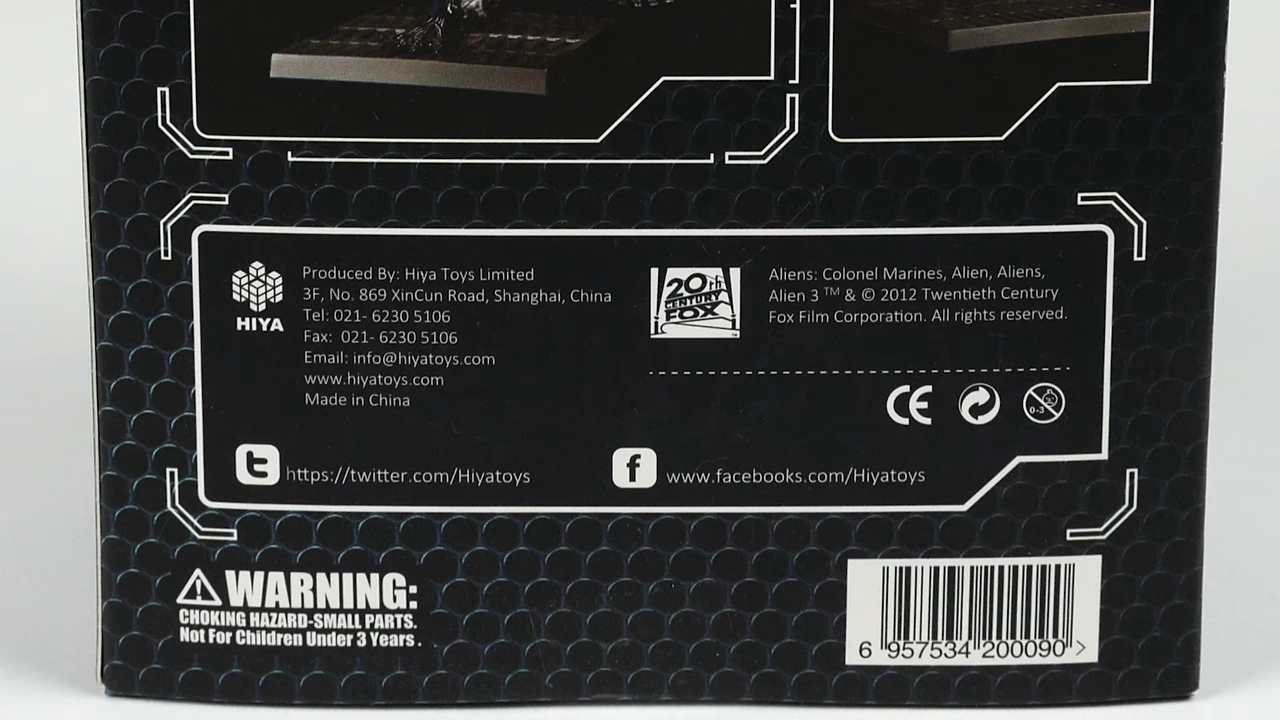 Produced By: Hiya Toys Limited
3F, No. 869 XinCun Road, Shanghai, China
Tel: 021- 6230 5106
Fax: 021- 6230 5106
Email: info@hiyatoys.com
www.hiyatoys.com
Made in China
HIYA
20th
CENTURY
FOX
TM
Aliens: Colonel Marines, Alien, Aliens,
Alien 3 TM & © 2012 Twentieth Century
Fox Film Corporation. All rights reserved.
CE
0-3
t https://twitter.com/Hiyatoys
f www.facebooks.com/Hiyatoys
WARNING:
CHOKING HAZARD-SMALL PARTS.
Not For Children Under 3 Years.
6 957534 200090 >